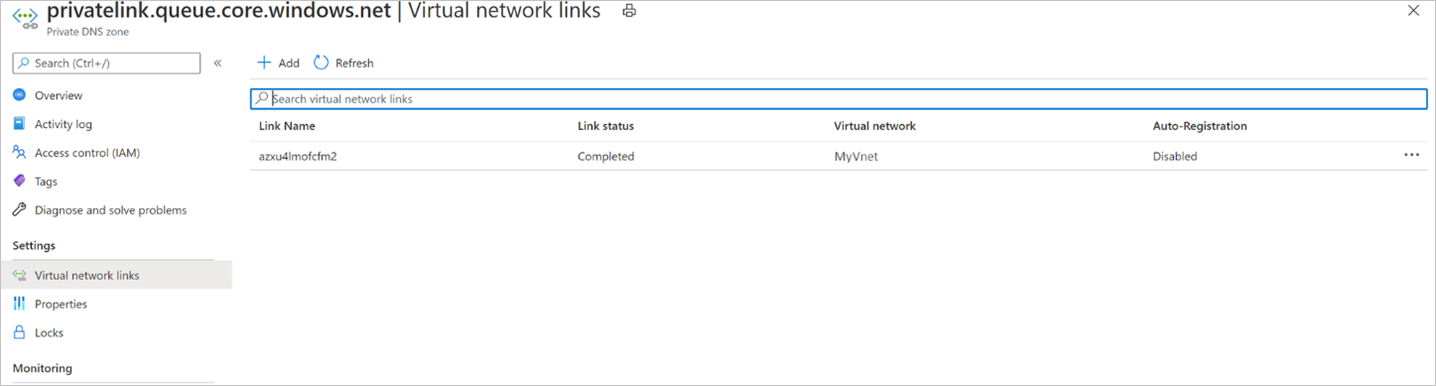 privatelink.queue.core.windows.net | Virtual network links
Private DNS zone
Search (Ctrl+/)
«
Add
Refresh
Overview
Search virtual network links
Activity log
Link Name
Link status
Virtual network
Auto-Registration
Access control (IAM)
azxu4lmofcfm2
Completed
MyVnet
Disabled
Tags
Diagnose and solve problems
Settings
Virtual network links
Properties
Locks
Monitoring